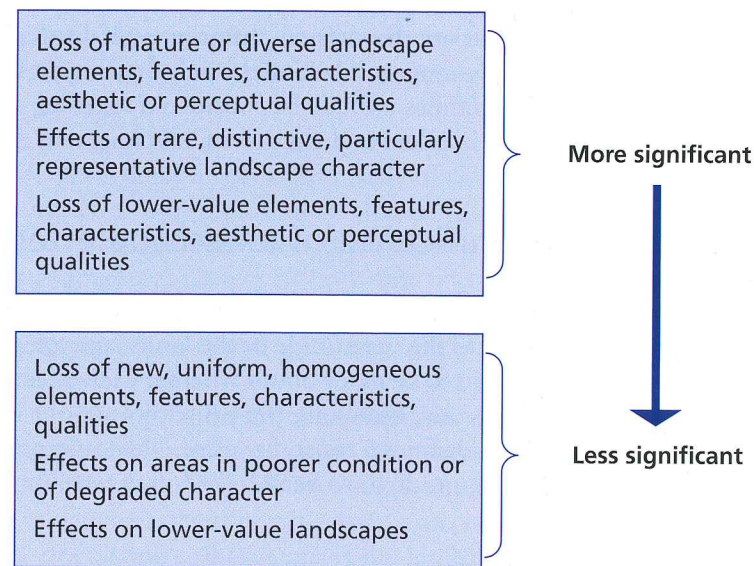 Loss of mature or diverse landscape
elements, features, characteristics,
aesthetic or perceptual qualities
Effects on rare, distinctive, particularly
representative landscape character
Loss of lower-value elements, features,
characteristics, aesthetic or perceptual
qualities
More significant
Loss of new, uniform, homogeneous
elements, features, characteristics,
qualities
Effects on areas in poorer condition or
of degraded character
Effects on lower-value landscapes
Less significant